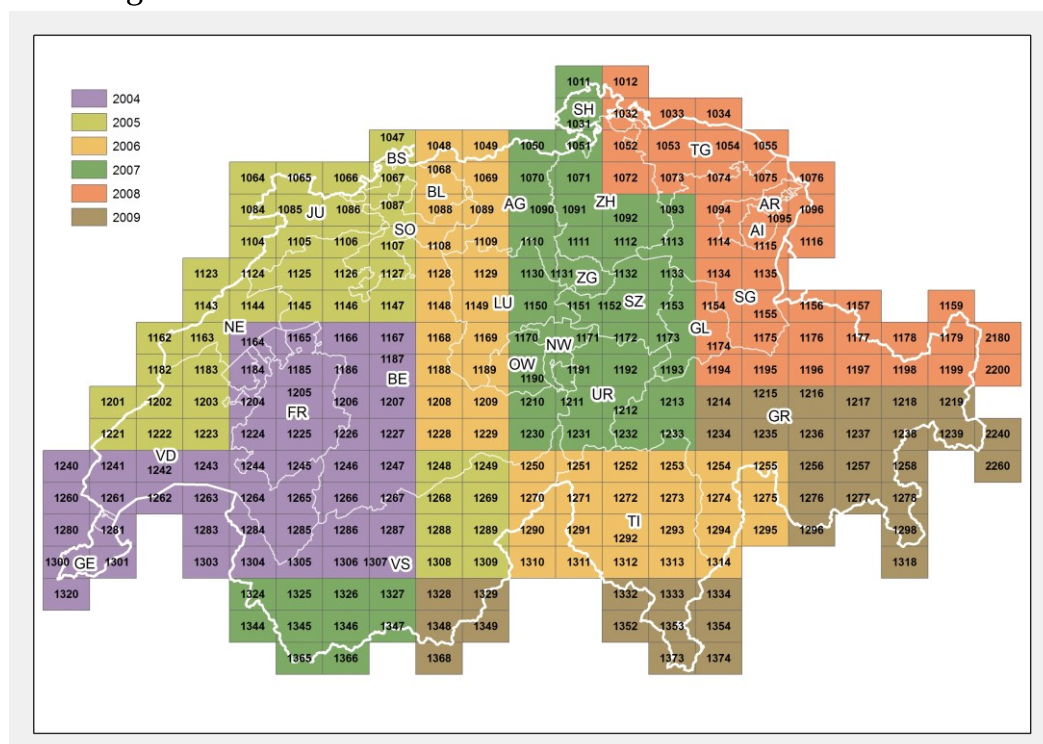 2004
2005
2006
2007
2008
2009
1011 1012
SH
1031 1032 1033 1034
1047 1048 1049 1050 1051 1052 1053 TG 1054 1055
BS
1064 1065 1066 1067 1068 1069 1070 1071 1072 1073 1074 1075 1076
BL
1084 1085 JU 1086 1087 1088 1089 AG 1090 1091 ZH 1092 1093 1094 AR 1095 1096
SO AI
1104 1105 1106 1107 1108 1109 1110 1111 1112 1113 1114 1115 1116
1123 1124 1125 1126 1127 1128 1129 1130 1131 ZG 1132 1133 1134 1135
1143 1144 1145 1146 1147 1148 1149 LU 1150 1151 1152 SZ 1153 1154 SG 1155 1156 1157 1159
NE GL
1162 1163 1164 1165 1166 1167 1168 1169 1170 NW 1171 1172 1173 1174 1175 1176 1177 1178 1179 2180
1182 1183 1184 1185 1186 1187 BE 1188 1189 OW 1190 1191 1192 1193 1194 1195 1196 1197 1198 1199 2200
1201 1202 1203 1204 1205 FR 1206 1207 1208 1209 1210 1211 UR 1212 1213 1214 1215 GR 1216 1217 1218 1219
1221 1222 1223 1224 1225 1226 1227 1228 1229 1230 1231 1232 1233 1234 1235 1236 1237 1238 1239 2240
1240 1241 VD 1242 1243 1244 1245 1246 1247 1248 1249 1250 1251 1252 1253 1254 1255 1256 1257 1258 2260
1260 1261 1262 1263 1264 1265 1266 1267 1268 1269 1270 1271 1272 1273 1274 1275 1276 1277 1278
1280 1281 1283 1284 1285 1286 1287 1288 1289 1290 1291 TI 1292 1293 1294 1295 1296 1298
1300 GE 1301 1303 1304 1305 1306 1307 VS 1308 1309 1310 1311 1312 1313 1314 1318
1320 1324 1325 1326 1327 1328 1329 1332 1333 1334
1344 1345 1346 1347 1348 1349 1352 1353 1354
1365 1366 1368 1373 1374